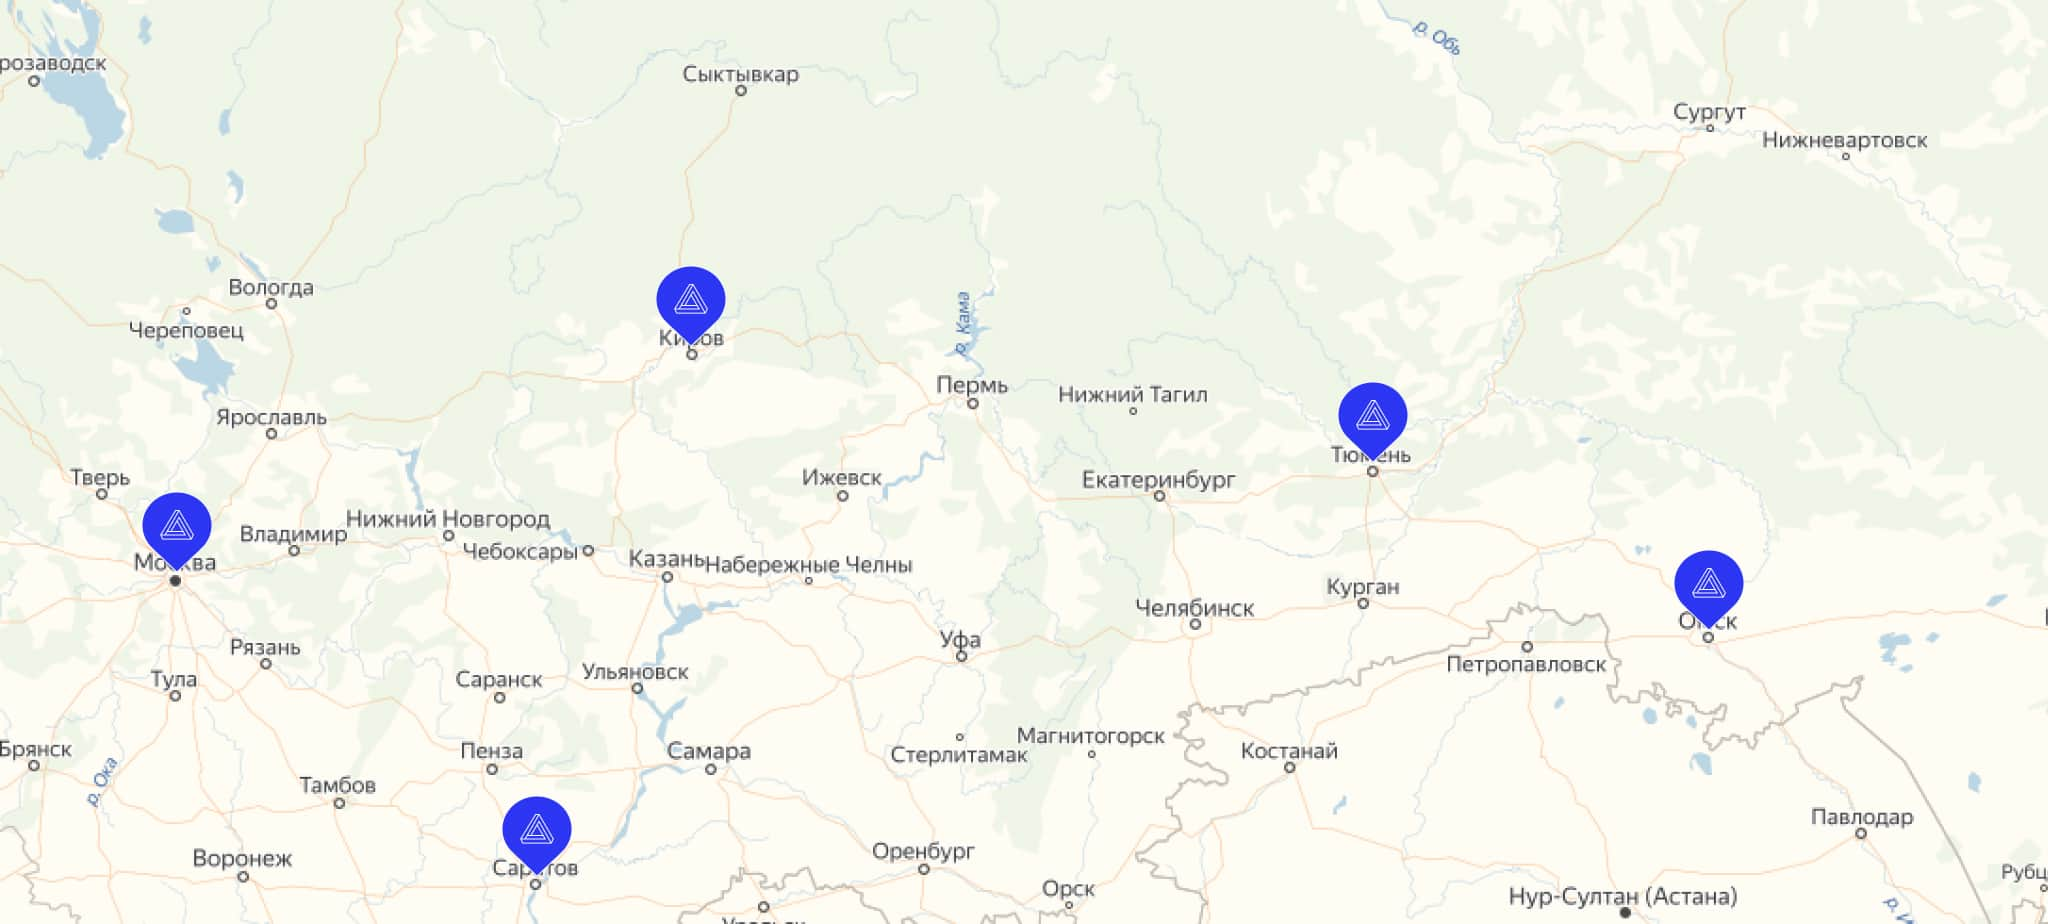 р. Обь
розаводск
Сыктывкар
Сургут
Нижневартовск
Вологда
Череповец
Киров
р. Кама
Пермь
Нижний Тагил
Ярославль
Тюмень
Тверь
Ижевск
Екатеринбург
Нижний Новгород
Владимир
Чебоксары
Москва
Казань
Набережные Челны
Курган
Челябинск
Омск
Рязань
Уфа
Петропавловск
Тула
Саранск
Ульяновск
Брянск
р. Ока
Пенза
Самара
Стерлитамак
Магнитогорск
Костанай
Тамбов
Павлодар
Воронеж
Саратов
Оренбург
Орск
Рубц
Нур-Султан (Астана)